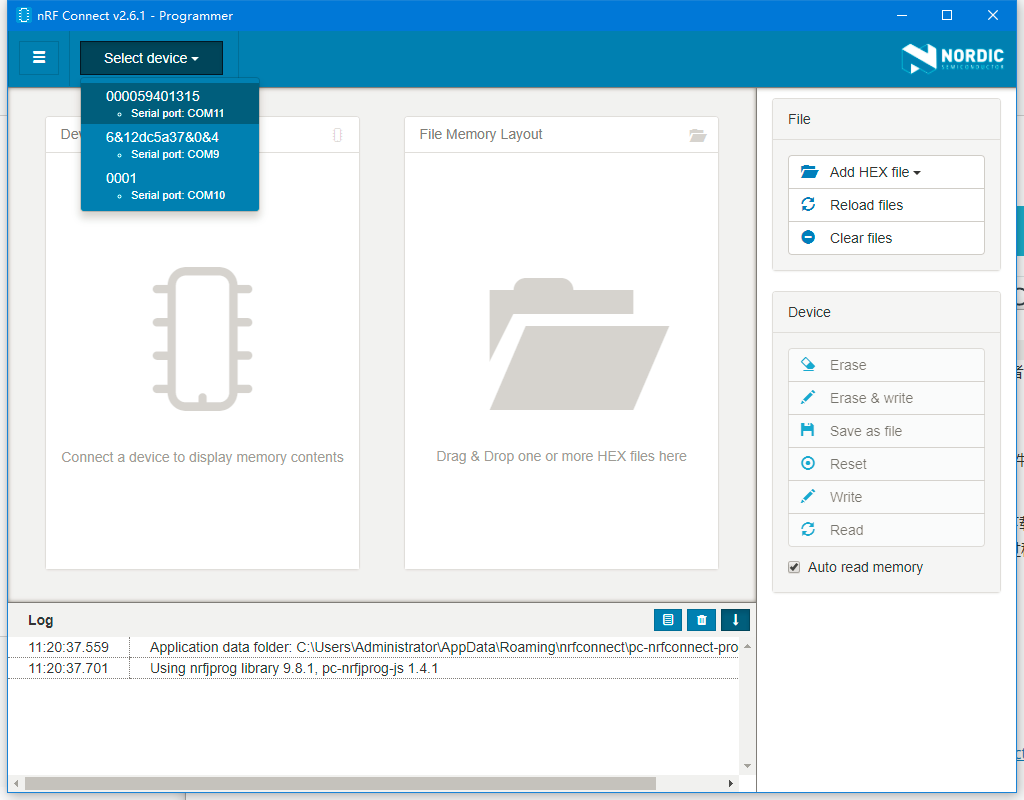 nRF Connect v2.6.1 - Programmer
Select device
NORDIC
SEMICONDUCTOR
000059401315
Serial port: COM11
6&12dc5a37&0&4
Serial port: COM9
0001
Serial port: COM10
File Memory Layout
Connect a device to display memory contents
Drag & Drop one or more HEX files here
File
Add HEX file
Reload files
Clear files
Device
Erase
Erase & write
Save as file
Reset
Write
Read
Auto read memory
Log
11:20:37.559 Application data folder: C:\Users\Administrator\AppData\Roaming\nrfconnect\pc-nrfconnect-pro
11:20:37.701 Using nrfjprog library 9.8.1, pc-nrfjprog-js 1.4.1